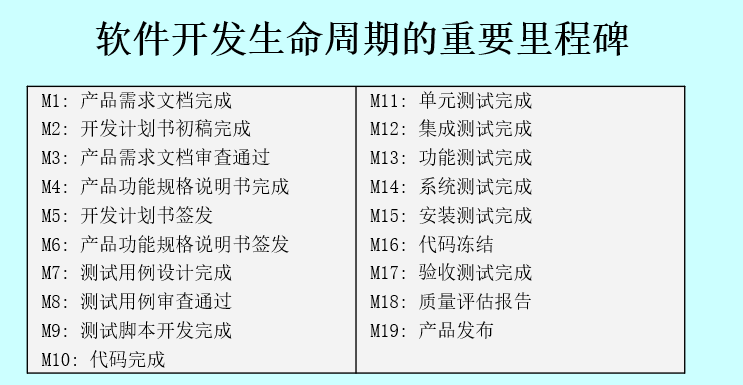 软件开发生命周期的重要里程碑
M1: 产品需求文档完成
M2: 开发计划书初稿完成
M3: 产品需求文档审查通过
M4: 产品功能规格说明书完成
M5: 开发计划书签发
M6: 产品功能规格说明书签发
M7: 测试用例设计完成
M8: 测试用例审查通过
M9: 测试脚本开发完成
M10: 代码完成
M11: 单元测试完成
M12: 集成测试完成
M13: 功能测试完成
M14: 系统测试完成
M15: 安装测试完成
M16: 代码冻结
M17: 验收测试完成
M18: 质量评估报告
M19: 产品发布